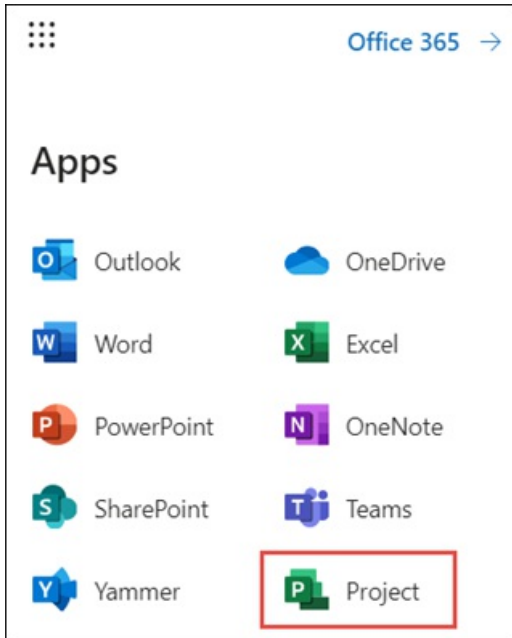 Office 365 →
Apps
Outlook OneDrive
Word Excel
PowerPoint OneNote
SharePoint Teams
Yammer Project